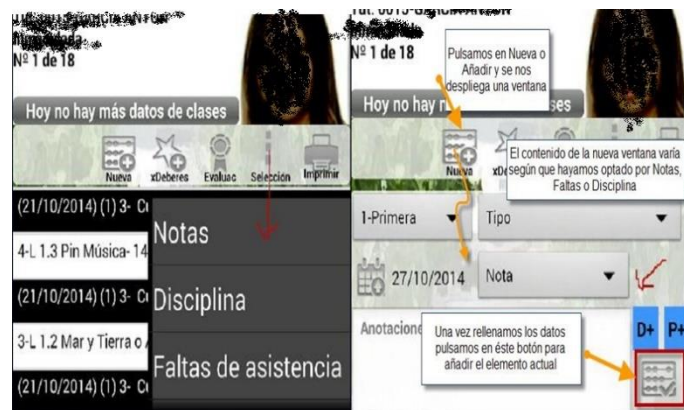 Nº 1 de 18
Hoy no hay más datos de clases
Nueva
xDeberes
Evaluac
Selección
Imprimir
(21/10/2014) (1) 3-
4-L 1.3 Pin Música- 14
(21/10/2014) (1) 3-
3-L 1.2 Mar y Tierra o
(21/10/2014) (1) 3-
Notas
Disciplina
Faltas de asistencia
Nº 1 de 18
Pulsamos en Nueva o
Añadir y se nos
despliega una ventana
Hoy no hay
ses
Nueva
El contenido de la nueva ventana varía
según que hayamos optado por Notas,
Faltas o Disciplina
1-Primera
Tipo
27/10/2014
Nota
Anotacione
Una vez rellenamos los datos
pulsamos en éste botón para
añadir el elemento actual
D+
P+